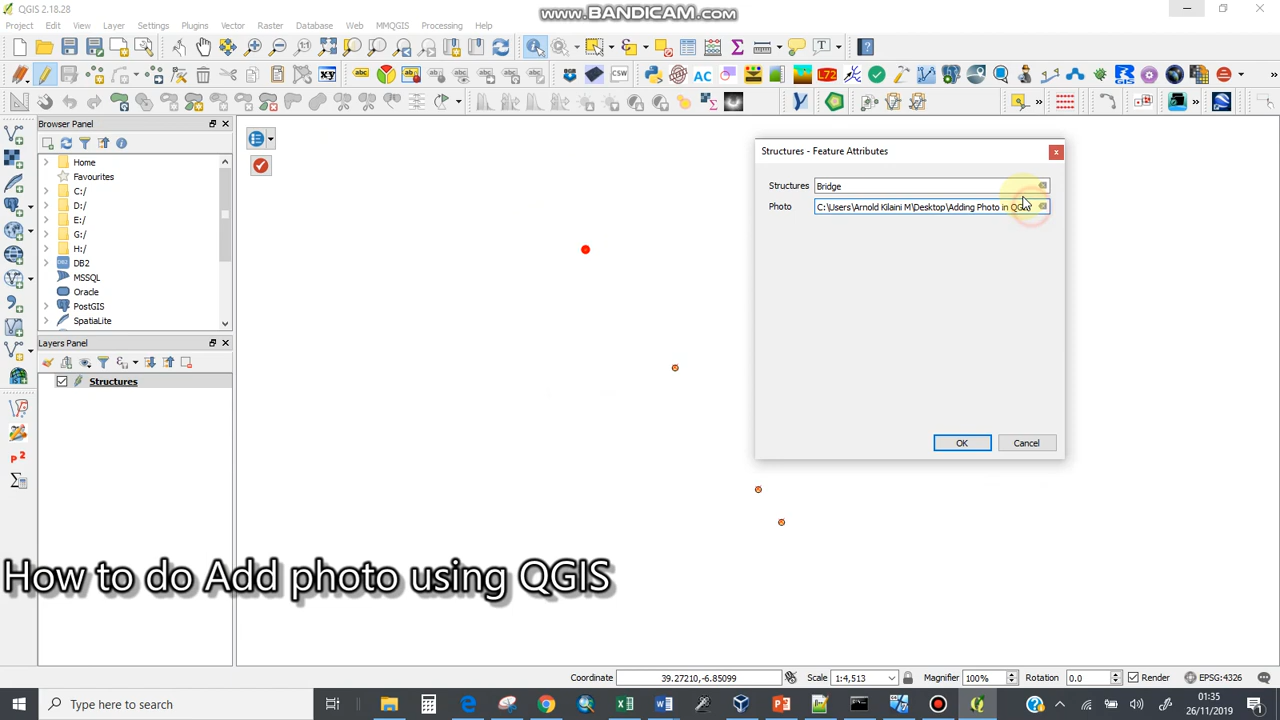 QGIS 2.18.28
www.BANDICAM.com
Project Edit View Layer Settings Plugins Vector Raster Database Web MMQGIS Processing Help
CSW
AC
L72
Browser Panel
Home
Favourites
C:/
D:/
E:/
G:/
H:/
DB2
MSSQL
Oracle
PostGIS
SpatiaLite
Layers Panel
Structures
Structures - Feature Attributes
Structures Bridge
Photo C:\Users\Arnold Kilaini M\Desktop\Adding Photo in QGIS
OK Cancel
How to do Add photo using QGIS
Coordinate 39.27210,-6.85099 Scale 1:4,513 Magnifier 100% Rotation 0.0 Render EPSG:4326
Type here to search
01:35
26/11/2019